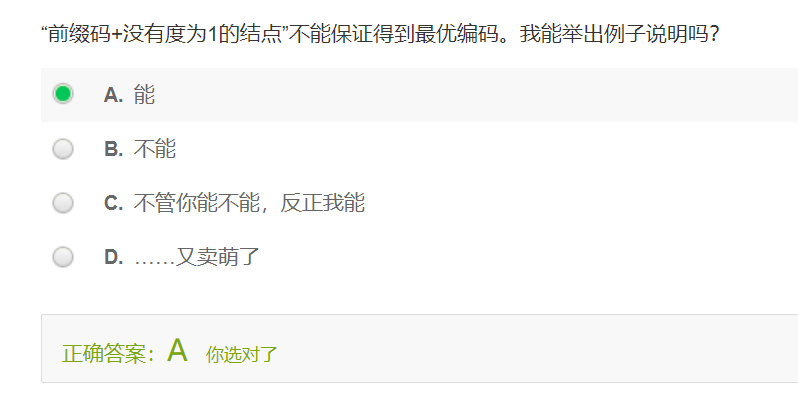 “前缀码+没有度为1的结点”不能保证得到最优编码。我能举出例子说明吗?
A. 能
B. 不能
C. 不管你能不能，反正我能
D. ……又卖萌了
正确答案： A 你选对了